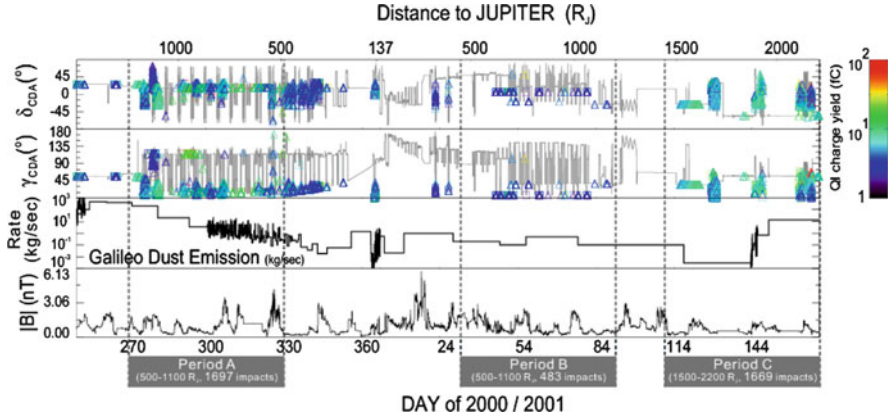 Distance to JUPITER (RJ)
1000 500 137 500 1000 1500 2000
δCDA(°)
45
0
-45
γCDA(°)
180
135
90
45
0
Rate (kg/sec)
10³
10¹
10⁻¹
10⁻³
Galileo Dust Emission (kg/sec)
|B| (nT)
6.13
3.06
0.00
270 300 330 360 24 54 84 114 144
Period A
(500-1100 RJ, 1697 impacts)
Period B
(500-1100 RJ, 483 impacts)
Period C
(1500-2200 RJ, 1669 impacts)
DAY of 2000 / 2001
10²
10¹
1
QI charge yield (fC)